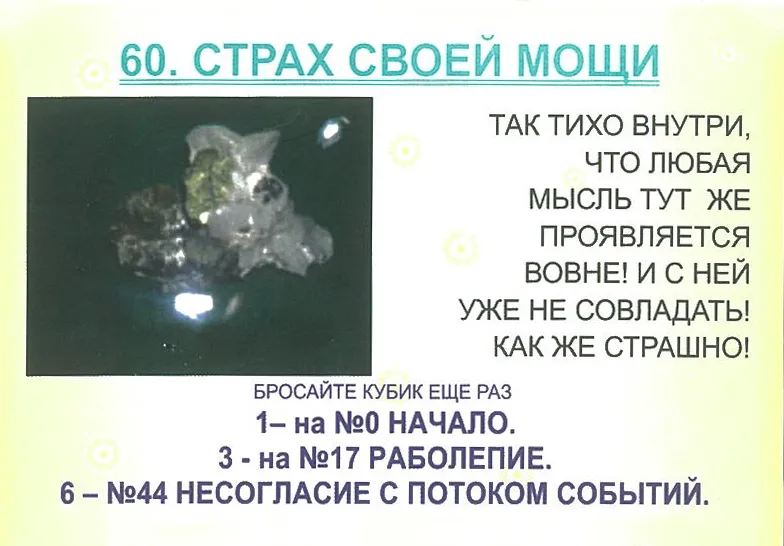 60. СТРАХ СВОЕЙ МОЩИ
ТАК ТИХО ВНУТРИ,
ЧТО ЛЮБАЯ
МЫСЛЬ ТУТ ЖЕ
ПРОЯВЛЯЕТСЯ
ВОВНЕ! И С НЕЙ
УЖЕ НЕ СОВЛАДАТЬ!
КАК ЖЕ СТРАШНО!
БРОСАЙТЕ КУБИК ЕЩЕ РАЗ
1– на №0 НАЧАЛО.
3 - на №17 РАБОЛЕПИЕ.
6 – №44 НЕСОГЛАСИЕ С ПОТОКОМ СОБЫТИЙ.